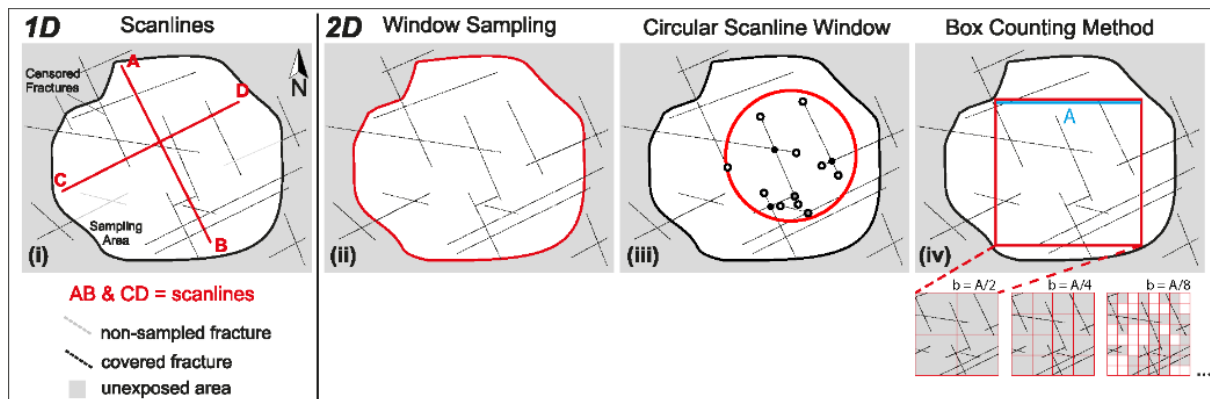 1D Scanlines
2D Window Sampling
Circular Scanline Window
Box Counting Method
Censored
Fractures
A
D
N
C
B
Sampling
Area
(i)
(ii)
(iii)
A
(iv)
AB & CD = scanlines
non-sampled fracture
covered fracture
unexposed area
b = A/2
b = A/4
b = A/8
...